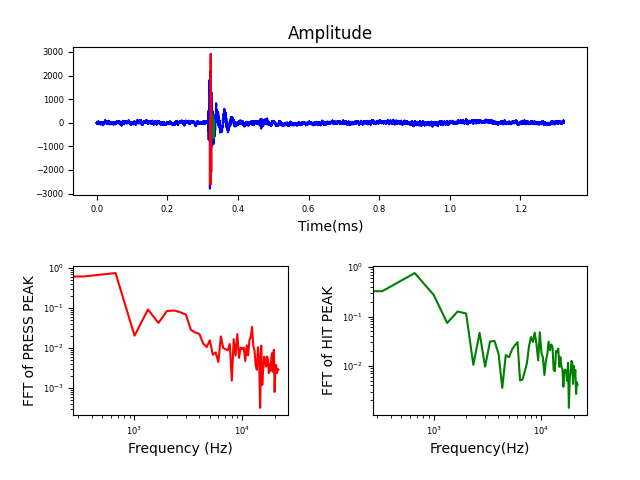 Amplitude
3000
2000
1000
0
−1000
−2000
−3000
0.0 0.2 0.4 0.6 0.8 1.0 1.2
Time(ms)
FFT of PRESS PEAK
10⁰
10⁻¹
10⁻²
10⁻³
10³ 10⁴
Frequency (Hz)
FFT of HIT PEAK
10⁰
10⁻¹
10⁻²
10³ 10⁴
Frequency(Hz)